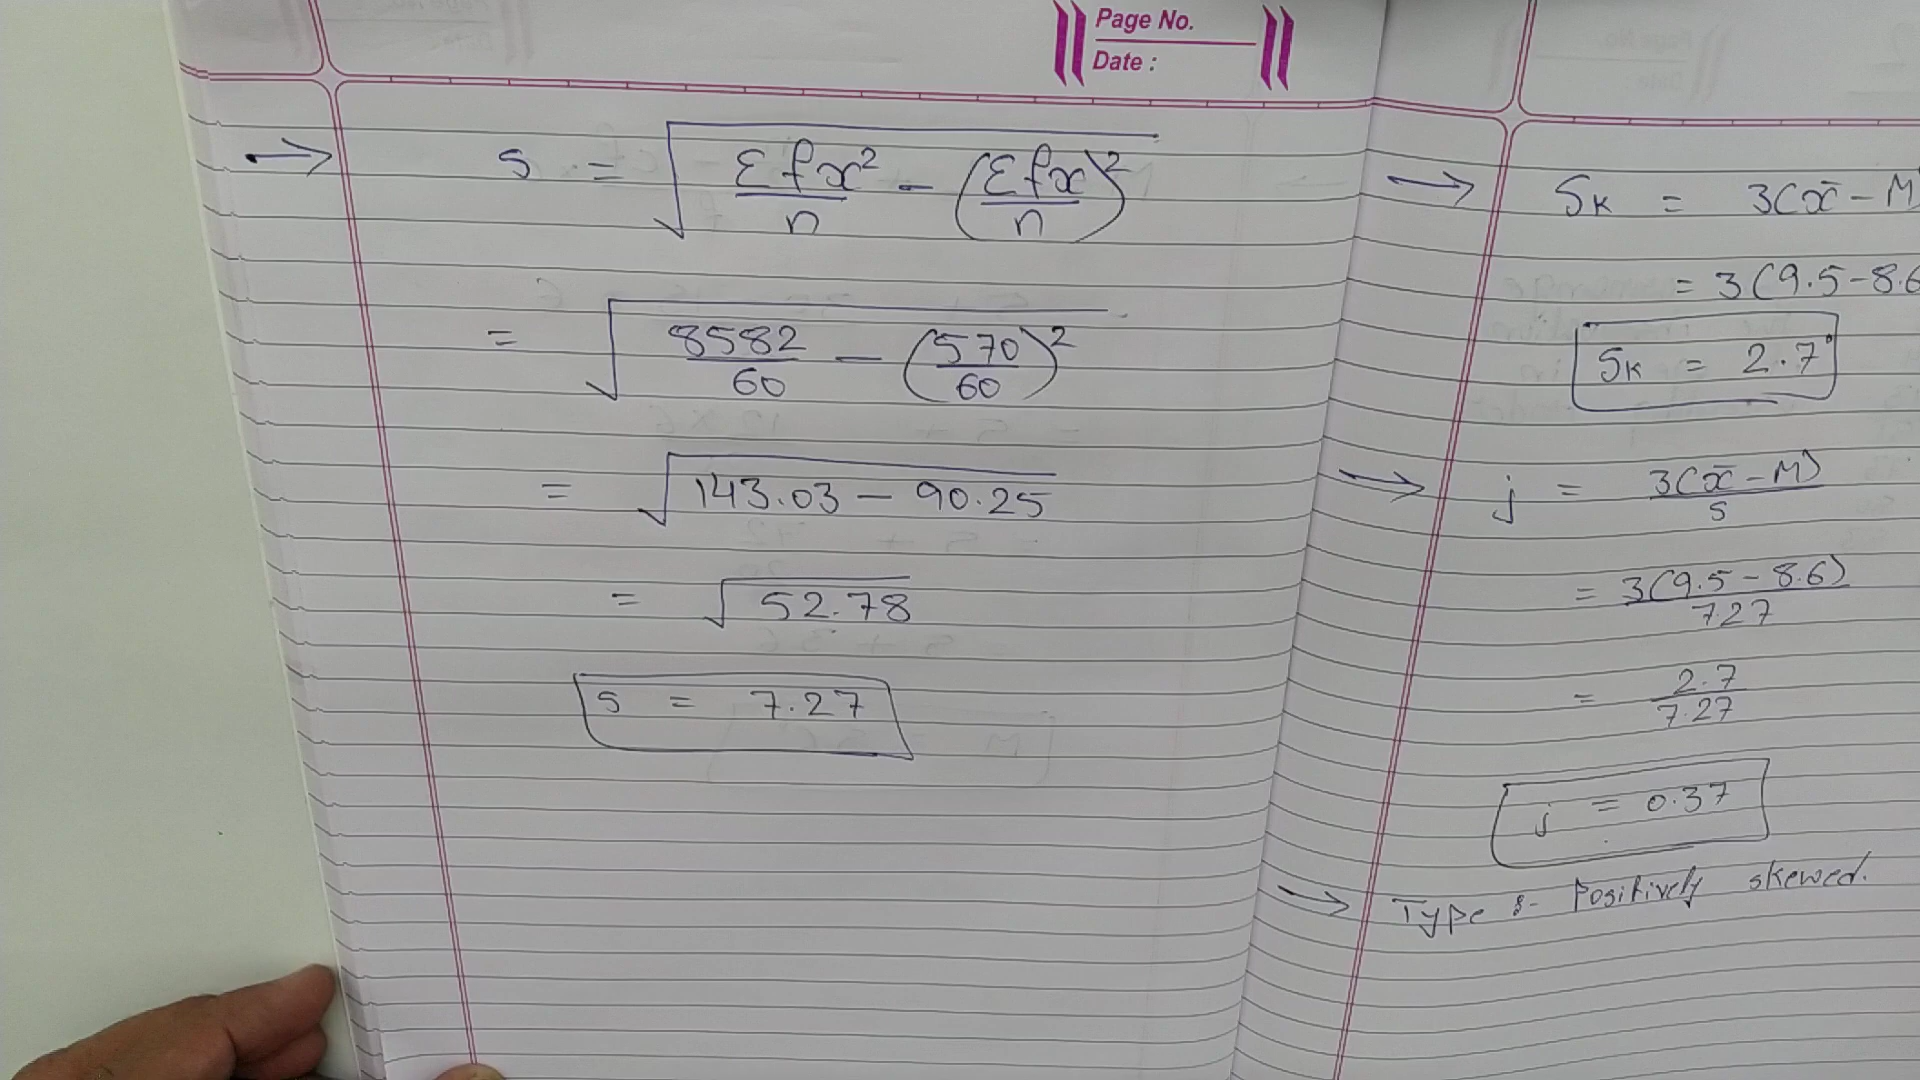 Page No.
Date :
s = √(Σfx²/n − (Σfx/n)²)
= √(8582/60 − (570/60)²)
= √(143.03 − 90.25)
= √52.78
s = 7.27
Sk = 3(x̄ − M)
= 3(9.5 − 8.6
Sk = 2.7
j = 3(x̄ − M)/s
= 3(9.5 − 8.6)/7.27
= 2.7/7.27
j = 0.37
Type :- Positively skewed.